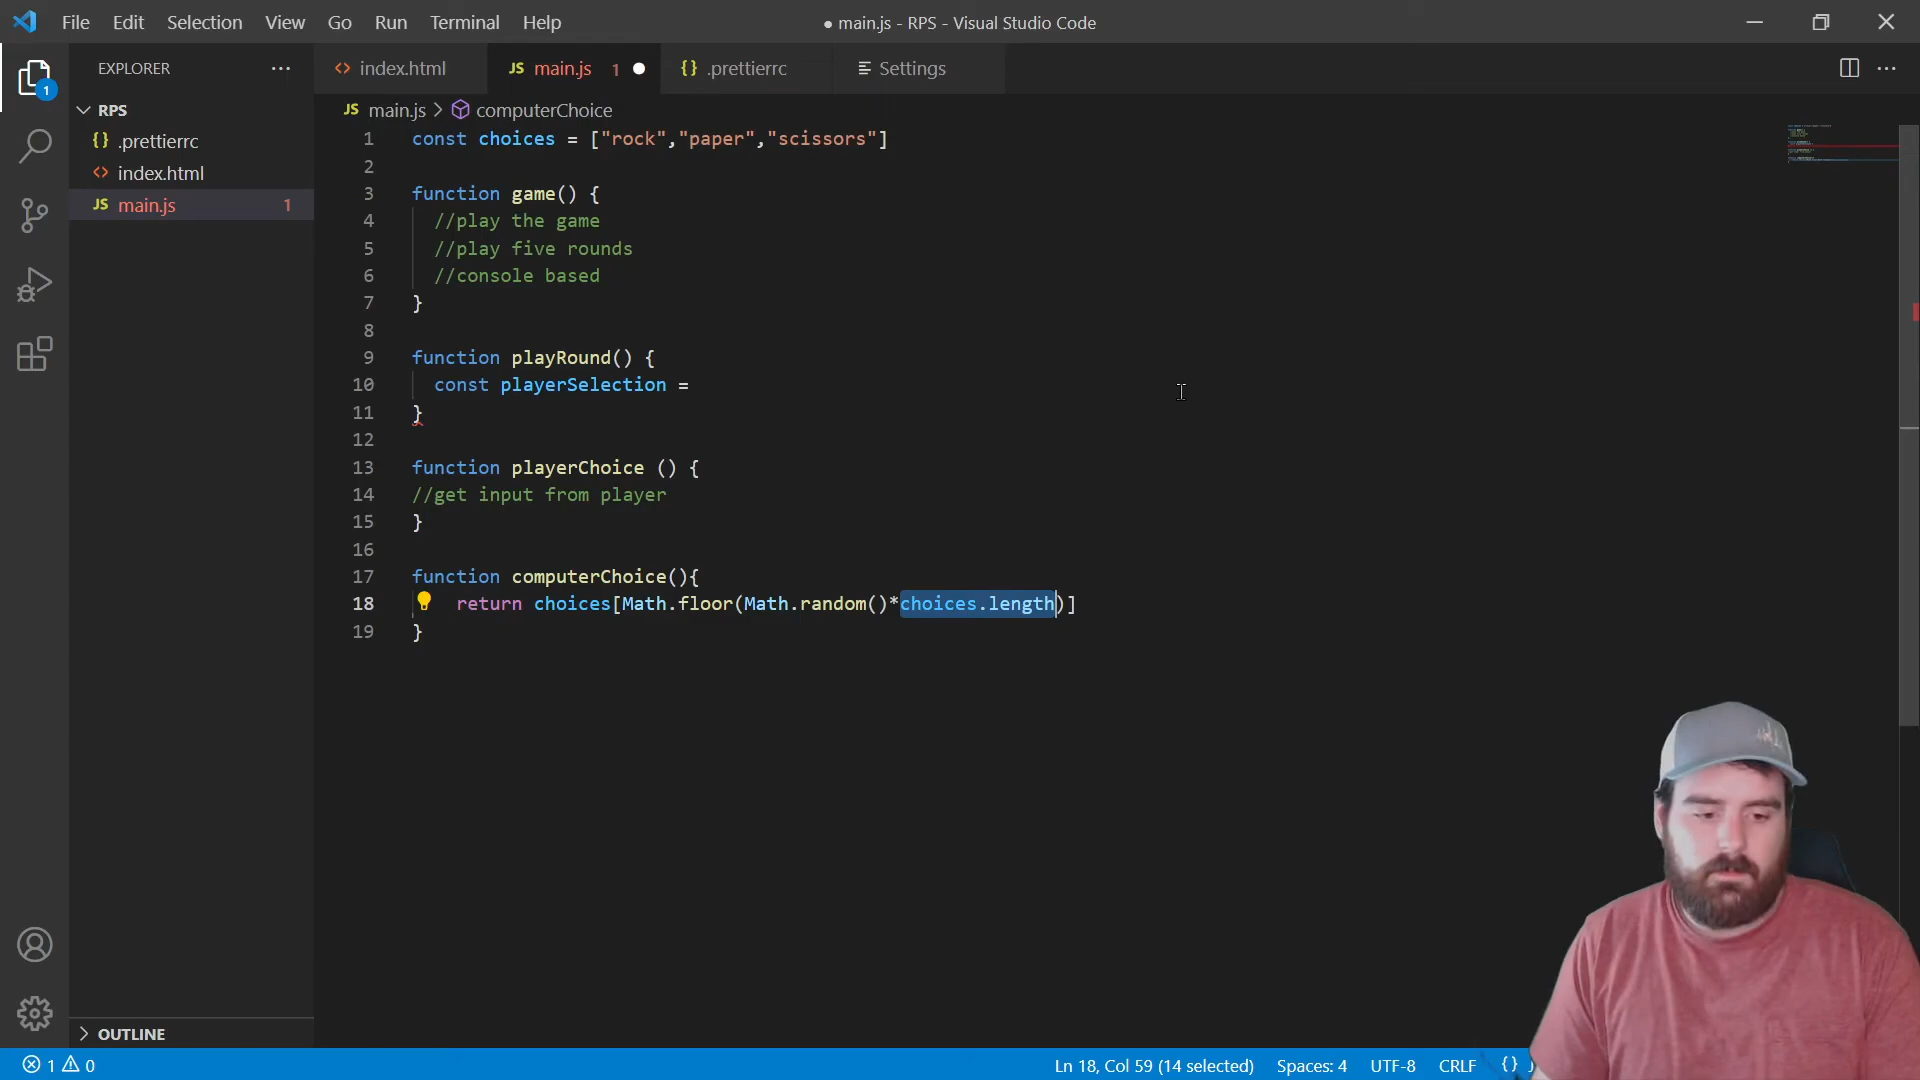 File Edit Selection View Go Run Terminal Help
● main.js - RPS - Visual Studio Code
EXPLORER
index.html
JS main.js 1
{} .prettierrc
Settings
1
RPS
{} .prettierrc
index.html
JS main.js 1
JS main.js > computerChoice
1 const choices = ["rock","paper","scissors"]
2
3 function game() {
4 //play the game
5 //play five rounds
6 //console based
7 }
8
9 function playRound() {
10 const playerSelection =
11 }
12
13 function playerChoice () {
14 //get input from player
15 }
16
17 function computerChoice(){
18 return choices[Math.floor(Math.random()*choices.length)]
19 }
OUTLINE
1 0
Ln 18, Col 59 (14 selected) Spaces: 4 UTF-8 CRLF {}